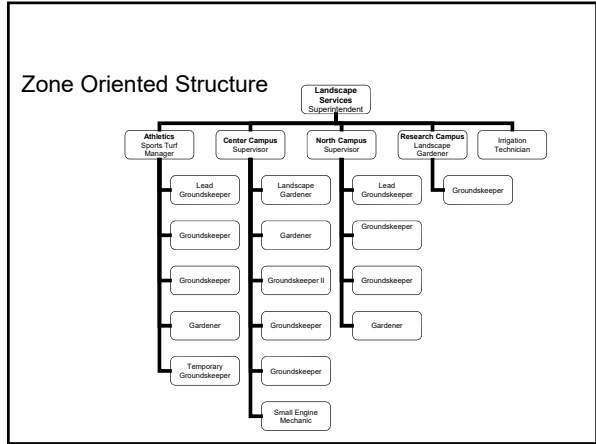 Zone Oriented Structure
Landscape
Services
Superintendent
Athletics
Sports Turf
Manager
Lead
Groundskeeper
Groundskeeper
Groundskeeper
Gardener
Temporary
Groundskeeper
Center Campus
Supervisor
Landscape
Gardener
Gardener
Groundskeeper II
Groundskeeper
Groundskeeper
Small Engine
Mechanic
North Campus
Supervisor
Lead
Groundskeeper
Groundskeeper
Groundskeeper
Gardener
Research Campus
Landscape
Gardener
Groundskeeper
Irrigation
Technician